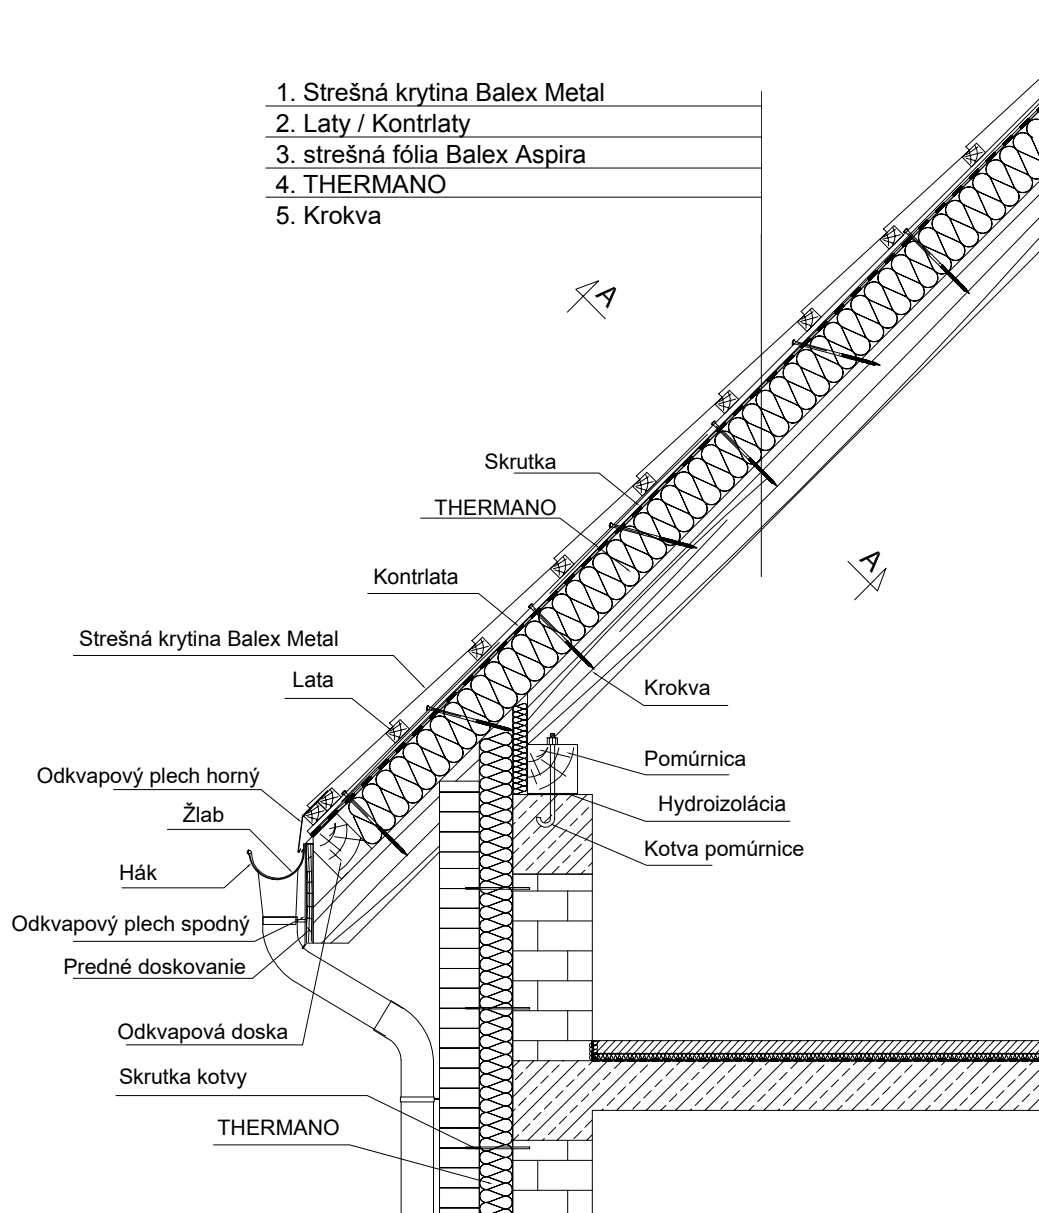 1. Strešná krytina Balex Metal
2. Laty / Kontrlaty
3. strešná fólia Balex Aspira
4. THERMANO
5. Krokva
A
Skrutka
THERMANO
Kontrlata
A
Strešná krytina Balex Metal
Lata
Krokva
Pomúrnica
Odkvapový plech horný
Hydroizolácia
Žlab
Kotva pomúrnice
Hák
Odkvapový plech spodný
Predné doskovanie
Odkvapová doska
Skrutka kotvy
THERMANO